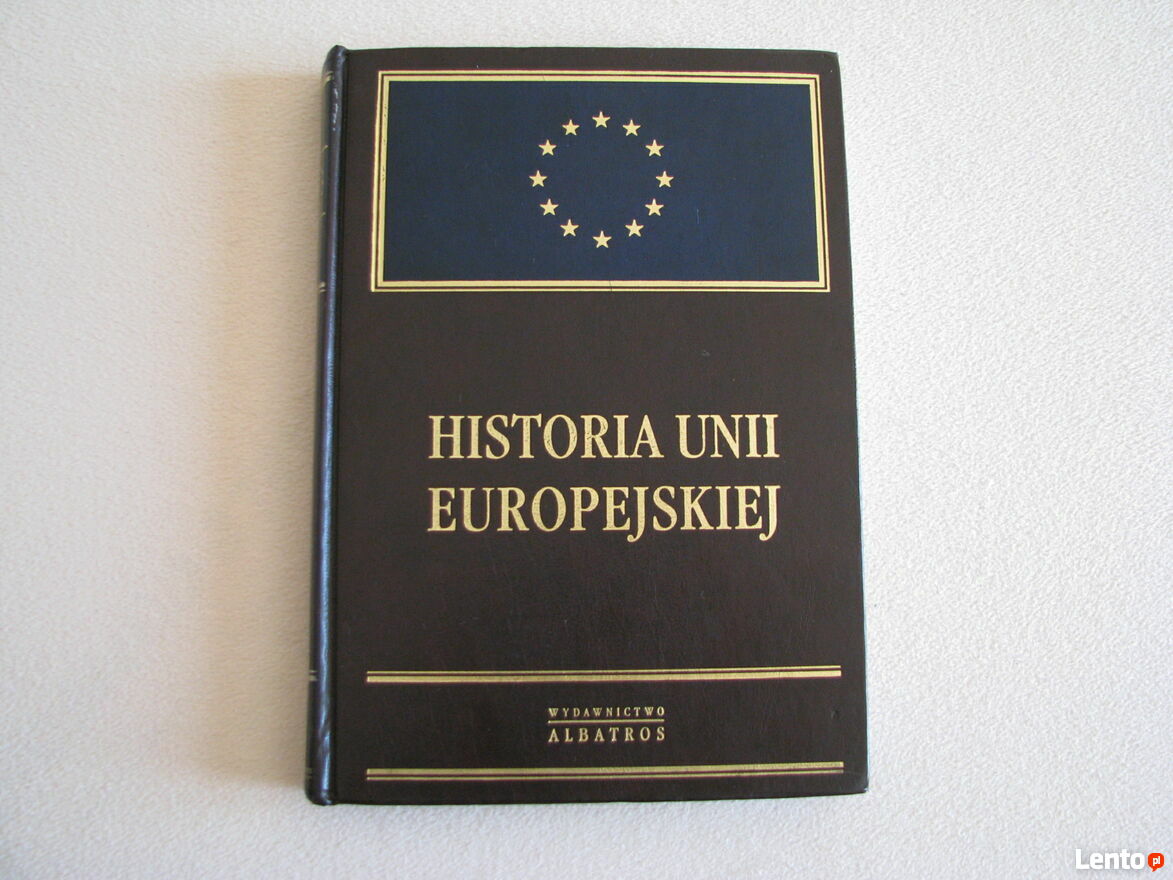 HISTORIA UNII
EUROPEJSKIEJ
WYDAWNICTWO
ALBATROS
Lento.pl